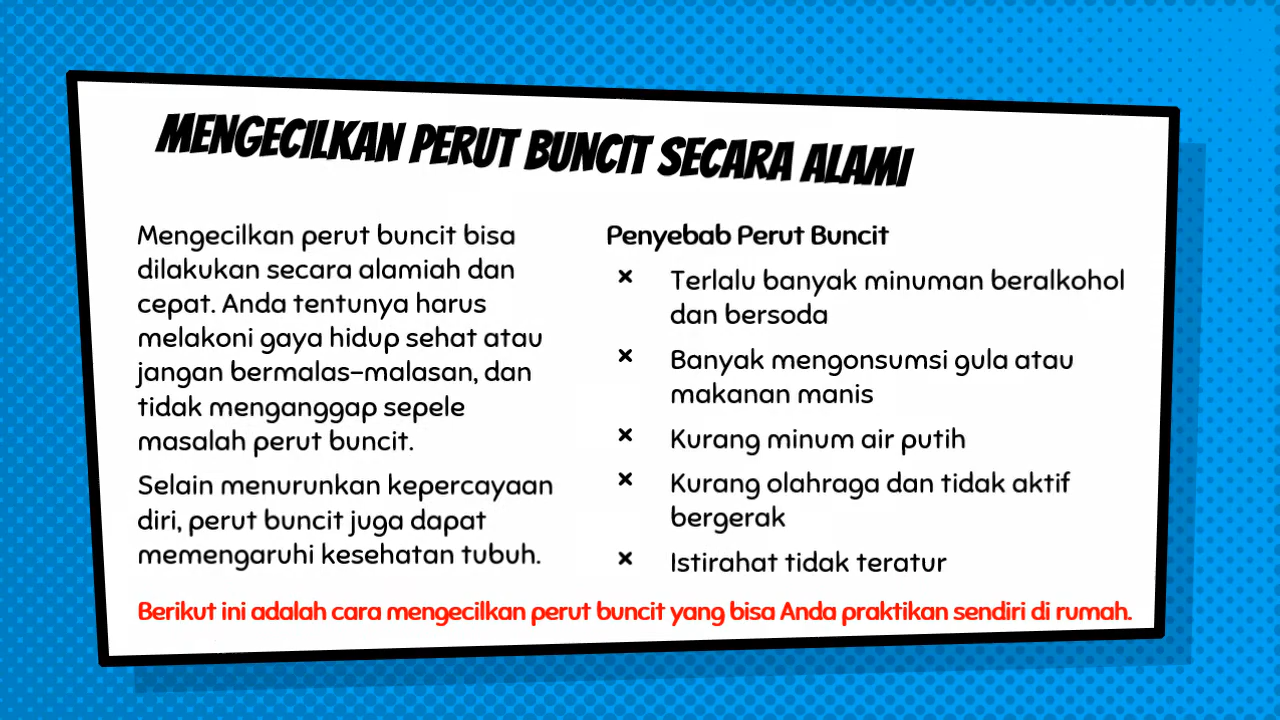 MENGECILKAN PERUT BUNCIT SECARA ALAMI
Mengecilkan perut buncit bisa
dilakukan secara alamiah dan
cepat. Anda tentunya harus
melakoni gaya hidup sehat atau
jangan bermalas-malasan, dan
tidak menganggap sepele
masalah perut buncit.
Selain menurunkan kepercayaan
diri, perut buncit juga dapat
memengaruhi kesehatan tubuh.
Penyebab Perut Buncit
× Terlalu banyak minuman beralkohol
dan bersoda
× Banyak mengonsumsi gula atau
makanan manis
× Kurang minum air putih
× Kurang olahraga dan tidak aktif
bergerak
× Istirahat tidak teratur
Berikut ini adalah cara mengecilkan perut buncit yang bisa Anda praktikan sendiri di rumah.